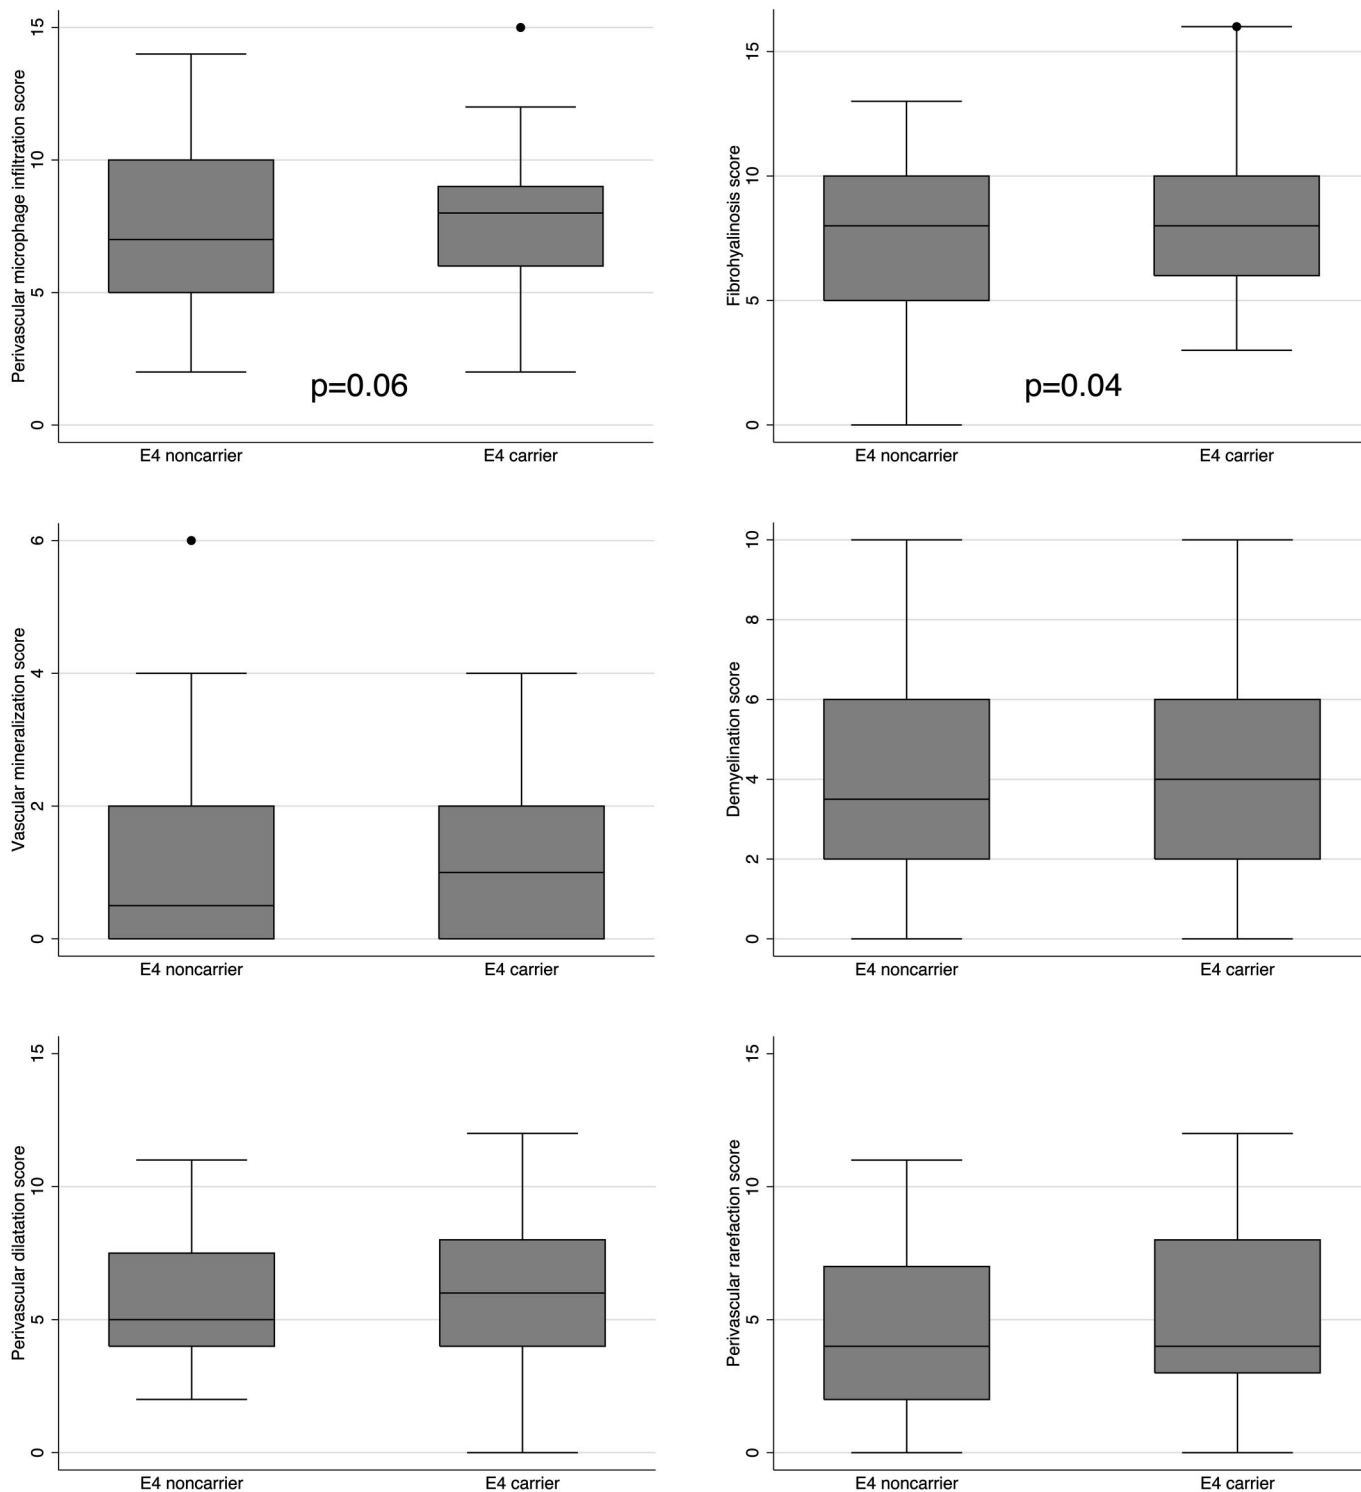 Perivascular microphage infiltration score
15
10
5
0
p=0.06
E4 noncarrier
E4 carrier
Fibrohyalinosis score
15
10
5
0
p=0.04
E4 noncarrier
E4 carrier
Vascular mineralization score
6
4
2
0
E4 noncarrier
E4 carrier
Demyelination score
10
8
6
4
2
0
E4 noncarrier
E4 carrier
Perivascular dilatation score
15
10
5
0
E4 noncarrier
E4 carrier
Perivascular rarefaction score
15
10
5
0
E4 noncarrier
E4 carrier